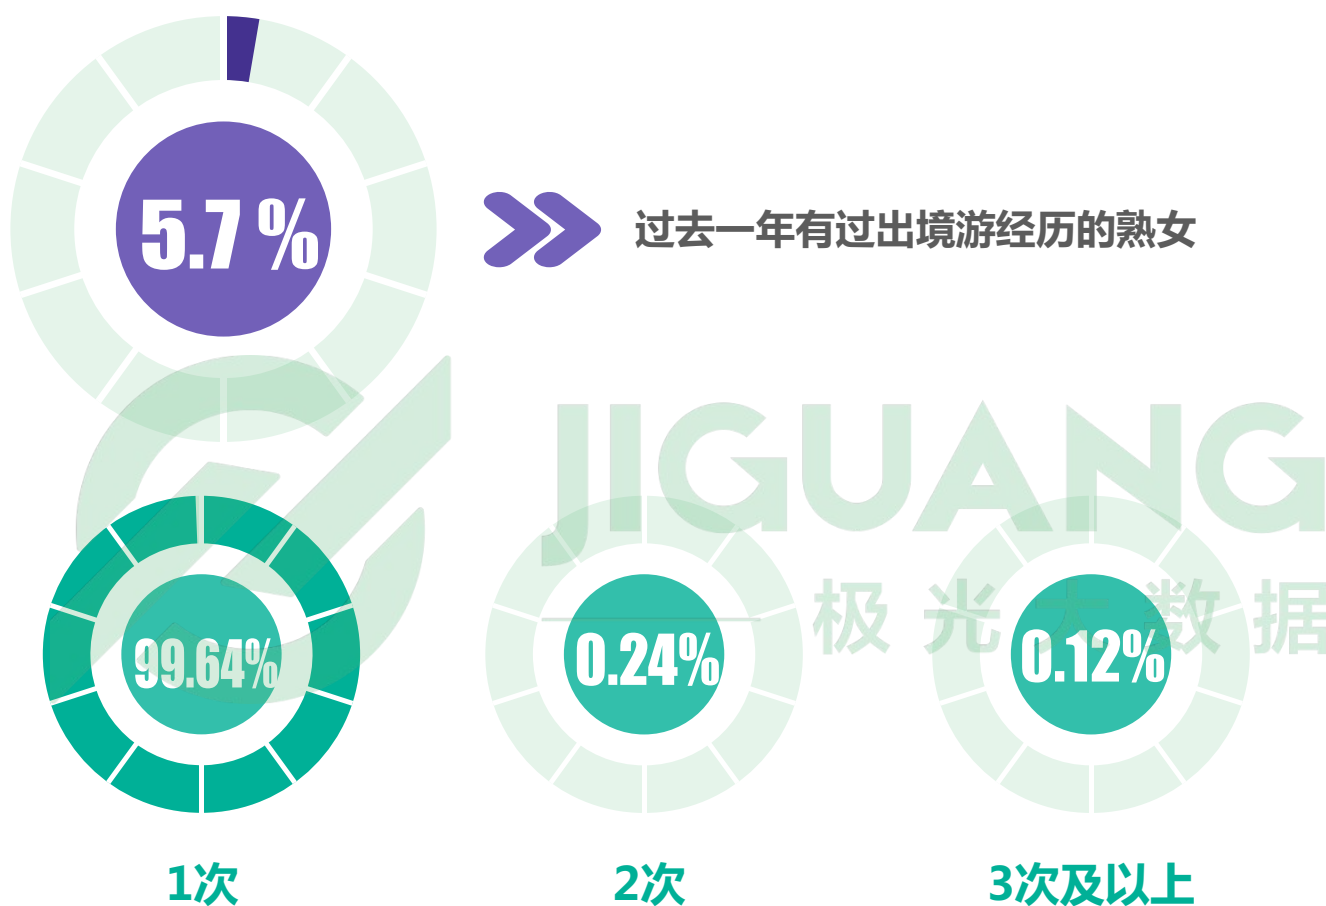 5.7%
过去一年有过出境游经历的熟女
JIGUANG
极光大数据
99.64%
0.24%
0.12%
1次
2次
3次及以上